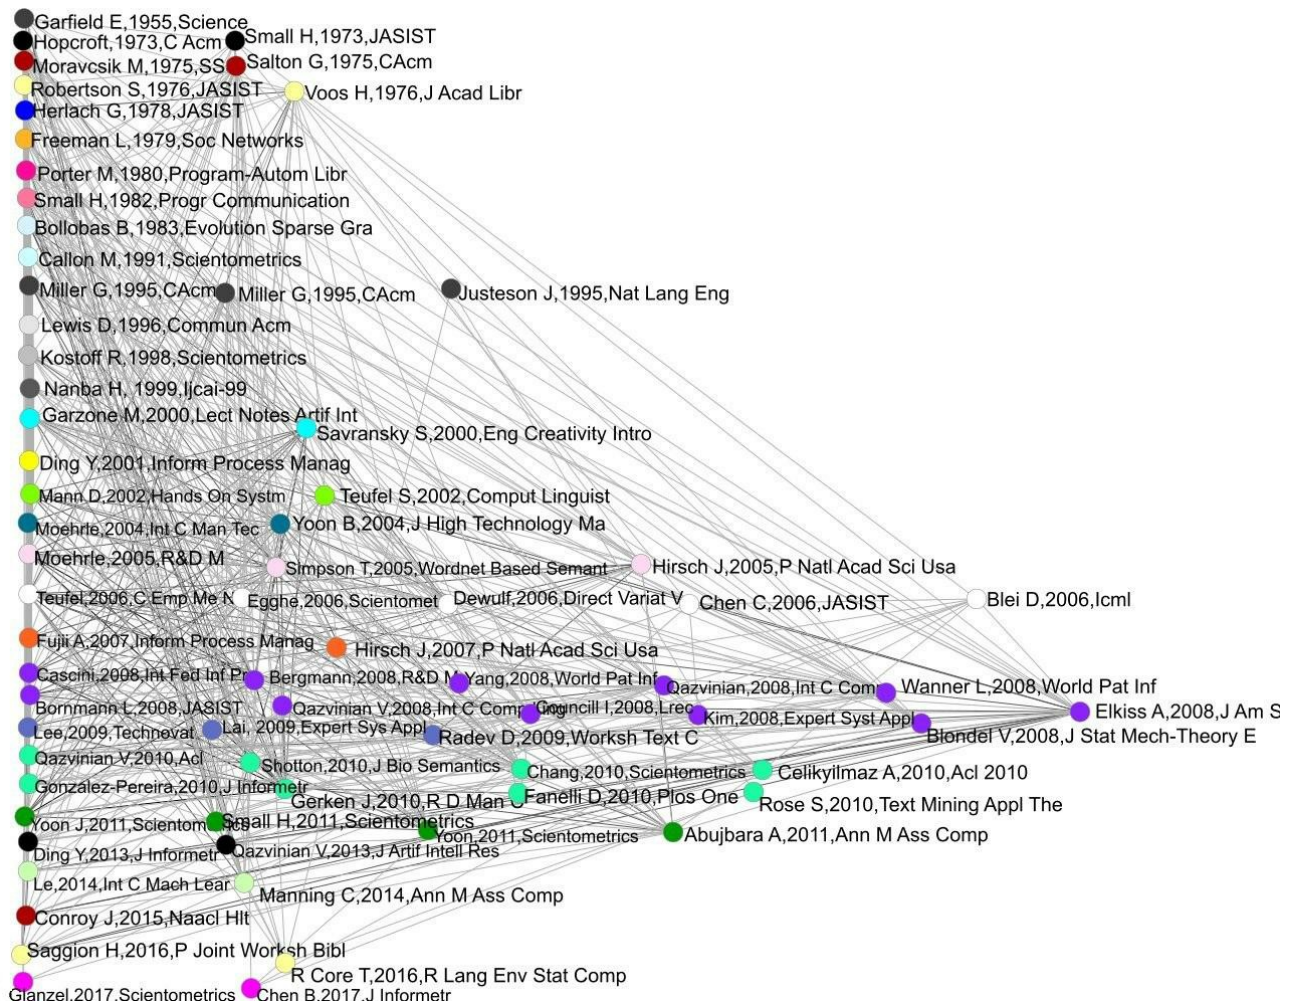 Garfield E,1955,Science
Small H,1973,JASIST
Hopcroft,1973,C Acm
Salton G,1975,CAcm
Moravcsik M,1975,SS
Robertson S,1976,JASIST
Voos H,1976,J Acad Libr
Herlach G,1978,JASIST
Freeman L,1979,Soc Networks
Porter M,1980,Program-Autom Libr
Small H,1982,Progr Communication
Bollobas B,1983,Evolution Sparse Gra
Callon M,1991,Scientometrics
Miller G,1995,CAcm
Miller G,1995,CAcm
Justeson J,1995,Nat Lang Eng
Lewis D,1996,Commun Acm
Kostoff R,1998,Scientometrics
Nanba H, 1999,Ijcai-99
Garzone M,2000,Lect Notes Artif Int
Savransky S,2000,Eng Creativity Intro
Ding Y,2001,Inform Process Manag
Mann D,2002,Hands On Systm
Teufel S,2002,Comput Linguist
Moehrle,2004,Int C Man Tec
Yoon B,2004,J High Technology Ma
Moehrle,2005,R&D M
Simpson T,2005,Wordnet Based Semant
Hirsch J,2005,P Natl Acad Sci Usa
Teufel,2006,C Emp Me N
Egghe,2006,Scientomet
Dewulf,2006,Direct Variat V
Chen C,2006,JASIST
Blei D,2006,Icml
Fujii A,2007,Inform Process Manag
Hirsch J,2007,P Natl Acad Sci Usa
Cascini,2008,Int Fed Inf Pr
Bergmann,2008,R&D M
Yang,2008,World Pat Inf
Qazvinian,2008,Int C Com
Wanner L,2008,World Pat Inf
Bornmann L,2008,JASIST
Qazvinian V,2008,Int C Comp
Councill I,2008,Lrec
Kim,2008,Expert Syst Appl
Elkiss A,2008,J Am S
Blondel V,2008,J Stat Mech-Theory E
Lee,2009,Technovat
Lai, 2009,Expert Sys Appl
Radev D,2009,Worksh Text C
Qazvinian V,2010,Acl
Shotton,2010,J Bio Semantics
Chang,2010,Scientometrics
Celikyilmaz A,2010,Acl 2010
González-Pereira,2010,J Informetr
Gerken J,2010,R D Man
Fanelli D,2010,Plos One
Rose S,2010,Text Mining Appl The
Yoon J,2011,Scientometrics
Small H,2011,Scientometrics
Yoon,2011,Scientometrics
Abujbara A,2011,Ann M Ass Comp
Ding Y,2013,J Informetr
Qazvinian V,2013,J Artif Intell Res
Le,2014,Int C Mach Lear
Manning C,2014,Ann M Ass Comp
Conroy J,2015,Naacl Hlt
Saggion H,2016,P Joint Worksh Bibl
R Core T,2016,R Lang Env Stat Comp
Glanzel,2017,Scientometrics
Chen B,2017,J Informetr